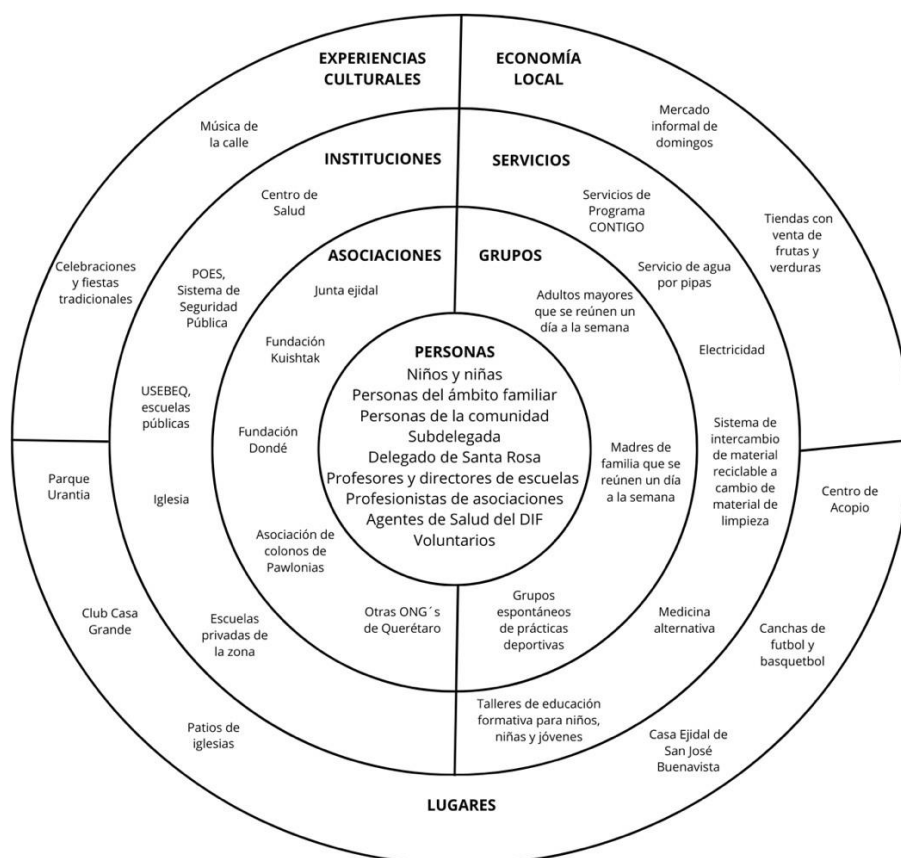 EXPERIENCIAS
CULTURALES
Música de
la calle
Celebraciones
y fiestas
tradicionales
ECONOMÍA
LOCAL
Mercado
informal de
domingos
Tiendas con
venta de
frutas y
verduras
INSTITUCIONES
Centro de
Salud
POES,
Sistema de
Seguridad
Pública
USEBEQ,
escuelas
públicas
Iglesia
Escuelas
privadas de
la zona
SERVICIOS
Servicios de
Programa
CONTIGO
Servicio de agua
por pipas
Electricidad
Sistema de
intercambio
de material
reciclable a
cambio de
material de
limpieza
Medicina
alternativa
Talleres de educación
formativa para niños,
niñas y jóvenes
ASOCIACIONES
Junta ejidal
Fundación
Kuishtak
Fundación
Dondé
Asociación de
colonos de
Pawlonias
Otras ONG´s
de Querétaro
GRUPOS
Adultos mayores
que se reúnen un
día a la semana
Madres de
familia que se
reúnen un día
a la semana
Grupos
espontáneos
de prácticas
deportivas
PERSONAS
Niños y niñas
Personas del ámbito familiar
Personas de la comunidad
Subdelegada
Delegado de Santa Rosa
Profesores y directores de escuelas
Profesionistas de asociaciones
Agentes de Salud del DIF
Voluntarios
Parque
Urantia
Club Casa
Grande
Patios de
iglesias
Centro de
Acopio
Canchas de
futbol y
basquetbol
Casa Ejidal de
San José
Buenavista
LUGARES